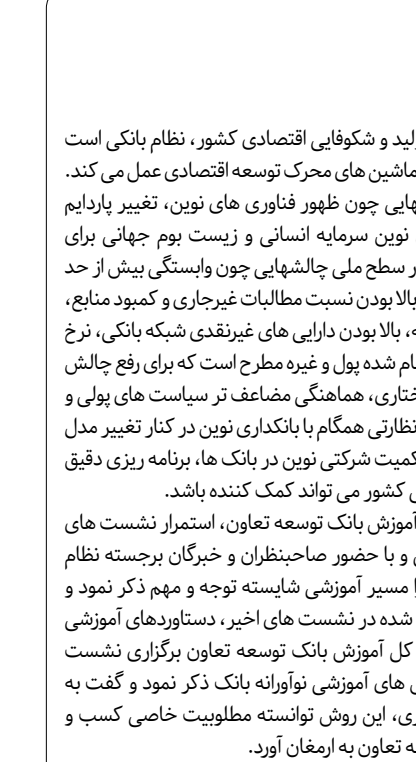 و شکوفایی اقتصادی کشور، نظام بانکی است
ماشین های محرک توسعه اقتصادی عمل می کند.
چون ظهور فناوری های نوین، تغییر پاردایم
نوین سرمایه انسانی و زیست بوم جهانی برای
سطح ملی چالشهایی چون وابستگی بیش از حد
بالا بودن نسبت مطالبات غیرجاری و کمبود منابع،
بالا بودن دارایی های غیرنقدی شبکه بانکی، نرخ
شده پول و غیره مطرح است که برای رفع چالش
هماهنگی مضاعف تر سیاست های پولی و
نظارتی همگام با بانکداری نوین در کنار تغییر مدل
شرکتی نوین در بانک ها، برنامه ریزی دقیق
کشور می تواند کمک کننده باشد.
آموزش بانک توسعه تعاون، استمرار نشست های
و با حضور صاحبنظران و خبرگان برجسته نظام
مسیر آموزشی شایسته توجه و مهم ذکر نمود و
شده در نشست های اخیر، دستاوردهای آموزشی
کل آموزش بانک توسعه تعاون برگزاری نشست
های آموزشی نوآورانه بانک ذکر نمود و گفت به
این روش توانسته مطلوبیت خاصی کسب و
تعاون به ارمغان آورد.